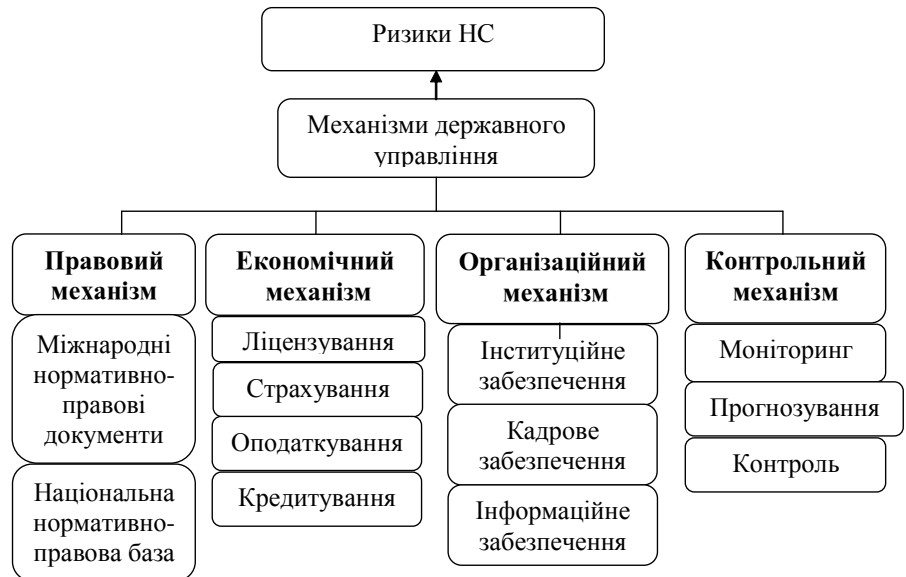 Ризики НС
Механізми державного
управління
Правовий
механізм
Міжнародні
нормативно-
правові
документи
Національна
нормативно-
правова база
Економічний
механізм
Ліцензування
Страхування
Оподаткування
Кредитування
Організаційний
механізм
Інституційне
забезпечення
Кадрове
забезпечення
Інформаційне
забезпечення
Контрольний
механізм
Моніторинг
Прогнозування
Контроль